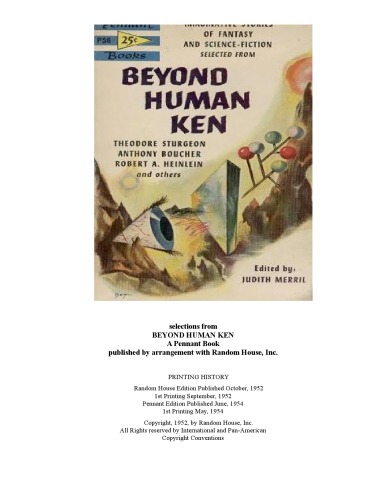 Pennant
P56
25¢
Books
IMAGINATIVE STORIES
OF FANTASY
AND SCIENCE-FICTION
SELECTED FROM
BEYOND
HUMAN
KEN
THEODORE STURGEON
ANTHONY BOUCHER
ROBERT A. HEINLEIN
and others
Edited by:
JUDITH MERRIL
selections from
BEYOND HUMAN KEN
A Pennant Book
published by arrangement with Random House, Inc.
PRINTING HISTORY
Random House Edition Published October, 1952
1st Printing September, 1952
Pennant Edition Published June, 1954
1st Printing May, 1954
Copyright, 1952, by Random House, Inc.
All Rights reserved by International and Pan-American
Copyright Conventions